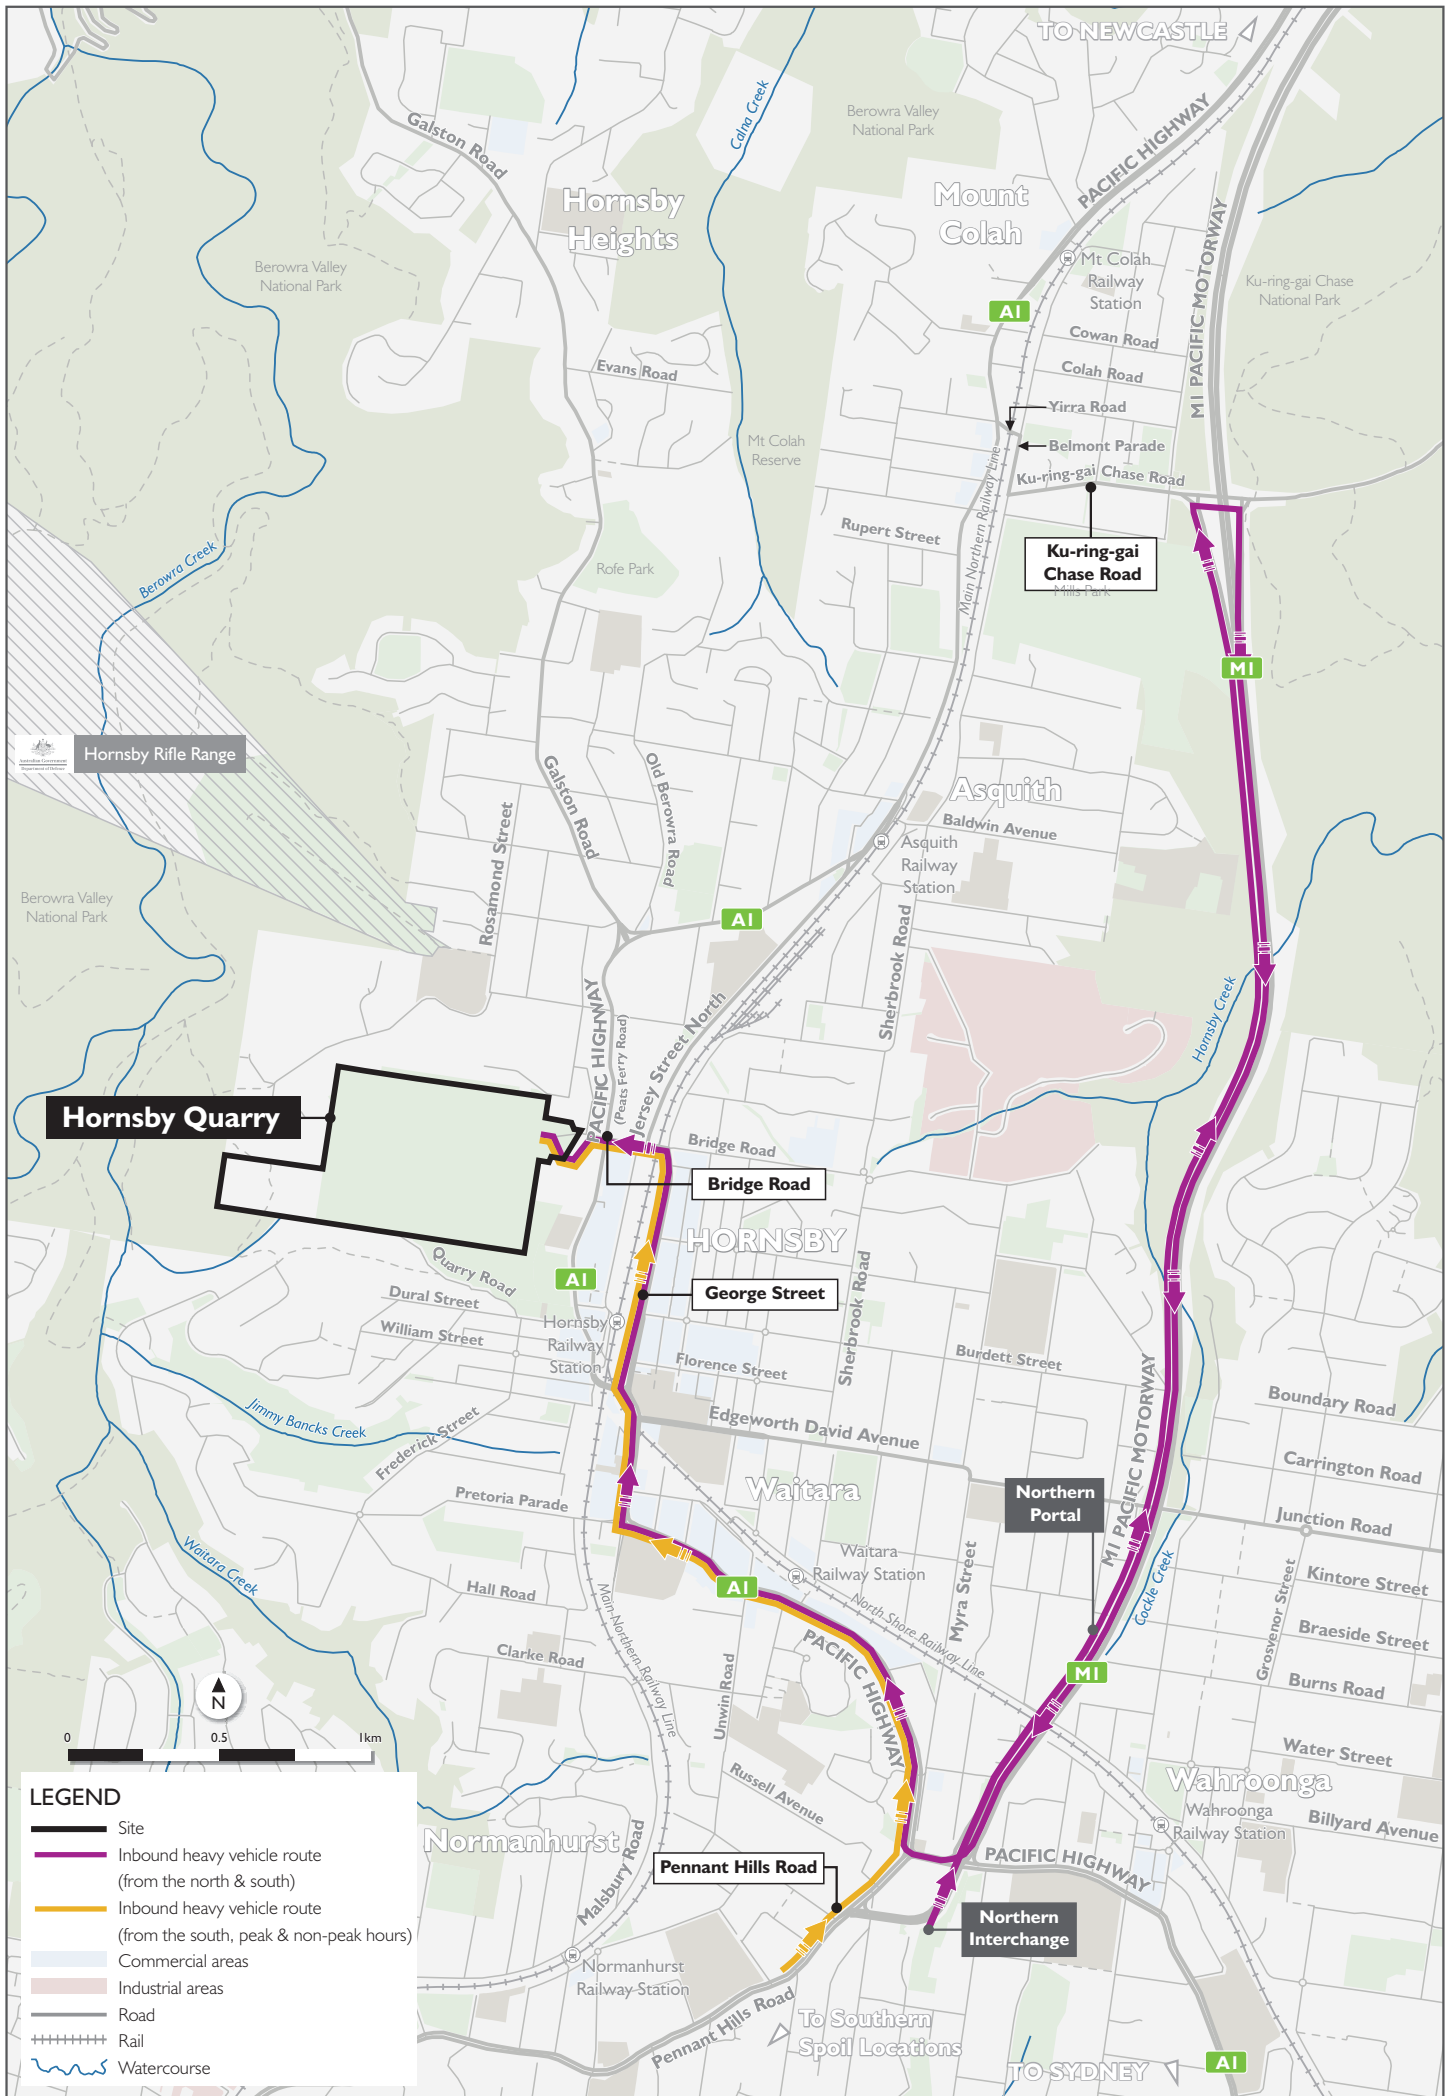 TO NEWCASTLE
Galston Road
Calna Creek
Berowra Valley
National Park
PACIFIC HIGHWAY
Hornsby
Heights
Mount
Colah
M1 PACIFIC MOTORWAY
Mt Colah
Railway
Station
Berowra Valley
National Park
Ku-ring-gai Chase
National Park
A1
Cowan Road
Colah Road
Evans Road
Yirra Road
Belmont Parade
Mt Colah
Reserve
Ku-ring-gai Chase Road
Main Northern Railway Line
Rupert Street
Ku-ring-gai
Chase Road
Mills Park
Rofe Park
Berowra Creek
M1
Australian Government
Department of Defence
Hornsby Rifle Range
Galston Road
Old Berowra Road
Asquith
Baldwin Avenue
Asquith
Railway
Station
Rosamond Street
Berowra Valley
National Park
A1
Sherbrook Road
Hornsby Creek
PACIFIC HIGHWAY
(Peats Ferry Road)
Jersey Street North
Hornsby Quarry
Bridge Road
Bridge Road
HORNSBY
Quarry Road
A1
Dural Street
George Street
Sherbrook Road
William Street
Hornsby
Railway
Station
Florence Street
Burdett Street
M1 PACIFIC MOTORWAY
Boundary Road
Jimmy Bancks Creek
Frederick Street
Edgeworth David Avenue
Carrington Road
Waitara
Northern
Portal
Pretoria Parade
Junction Road
Waitara Creek
Waitara
Railway Station
Myra Street
Cockle Creek
Grosvenor Street
Kintore Street
Hall Road
A1
North Shore Railway Line
Main Northern Railway Line
Braeside Street
PACIFIC HIGHWAY
Clarke Road
Unwin Road
M1
Burns Road
N
0
0.5
1km
Water Street
Russell Avenue
Wahroonga
Wahroonga
Railway Station
Billyard Avenue
Normanhurst
Malsbury Road
Pennant Hills Road
PACIFIC HIGHWAY
Northern
Interchange
Normanhurst
Railway Station
Pennant Hills Road
To Southern
Spoil Locations
TO SYDNEY
A1
LEGEND
Site
Inbound heavy vehicle route
(from the north & south)
Inbound heavy vehicle route
(from the south, peak & non-peak hours)
Commercial areas
Industrial areas
Road
Rail
Watercourse